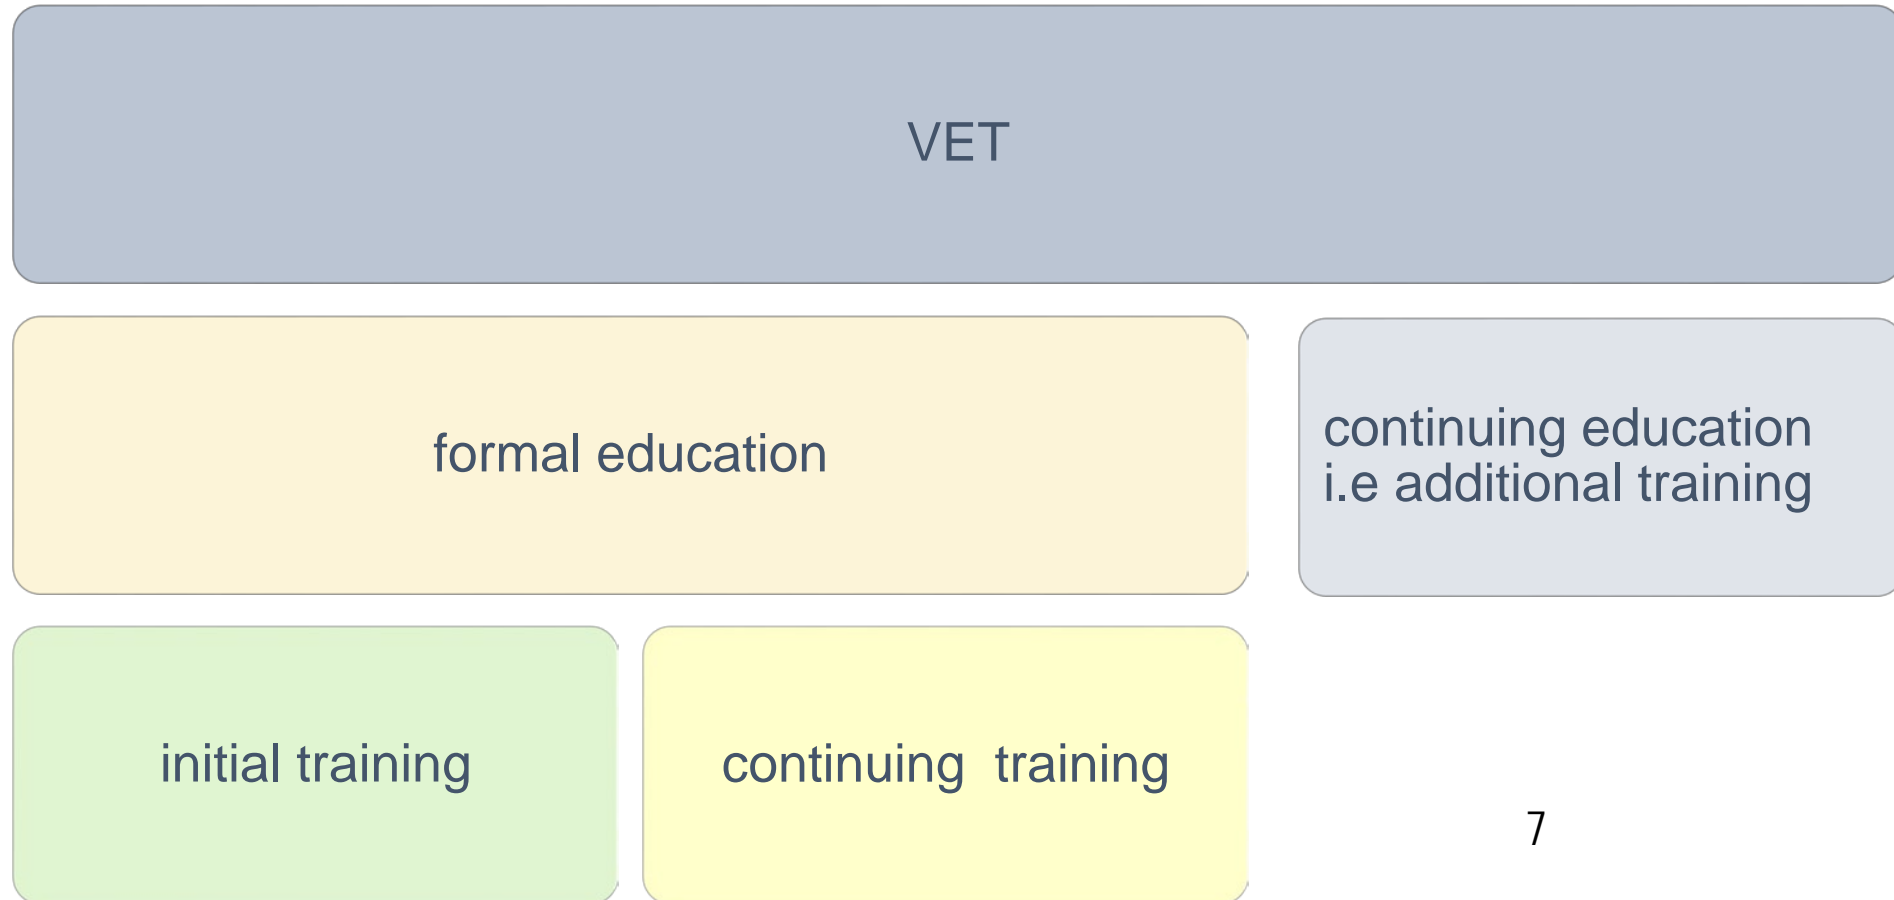 VET
formal education
continuing education
i.e additional training
initial training
continuing  training
7